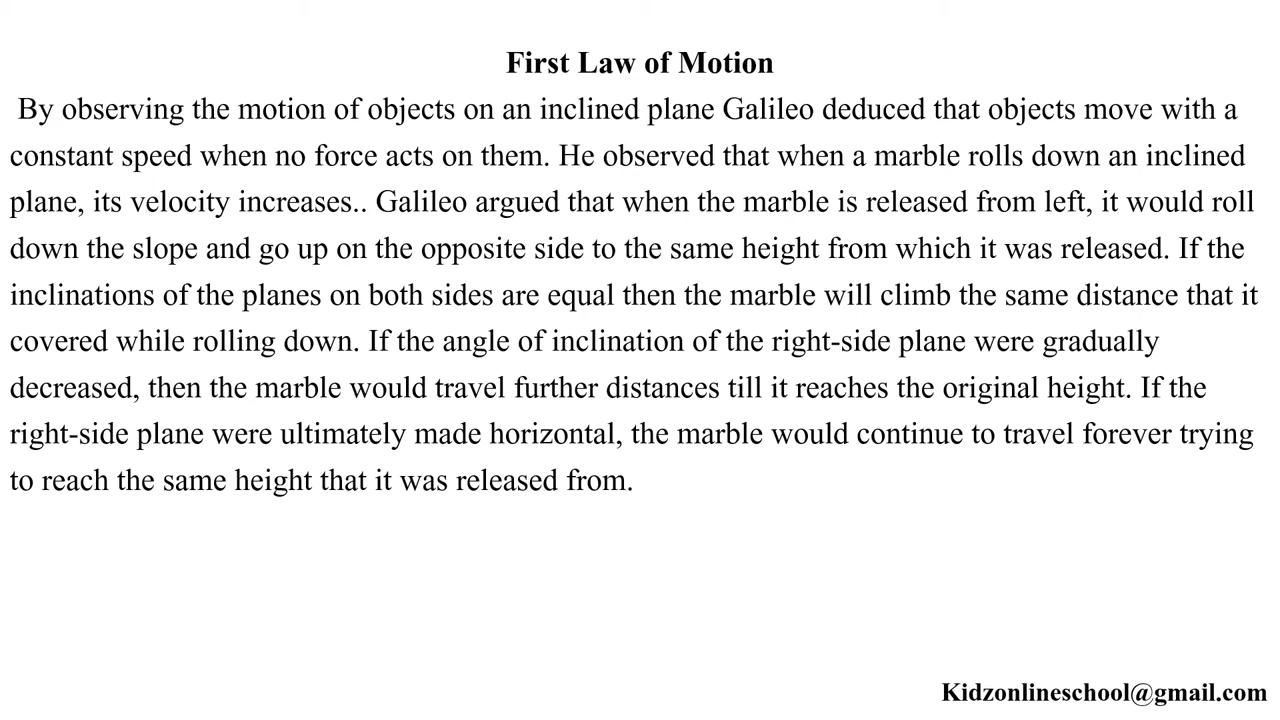 First Law of Motion
By observing the motion of objects on an inclined plane Galileo deduced that objects move with a
constant speed when no force acts on them. He observed that when a marble rolls down an inclined
plane, its velocity increases.. Galileo argued that when the marble is released from left, it would roll
down the slope and go up on the opposite side to the same height from which it was released. If the
inclinations of the planes on both sides are equal then the marble will climb the same distance that it
covered while rolling down. If the angle of inclination of the right-side plane were gradually
decreased, then the marble would travel further distances till it reaches the original height. If the
right-side plane were ultimately made horizontal, the marble would continue to travel forever trying
to reach the same height that it was released from.
Kidzonlineschool@gmail.com